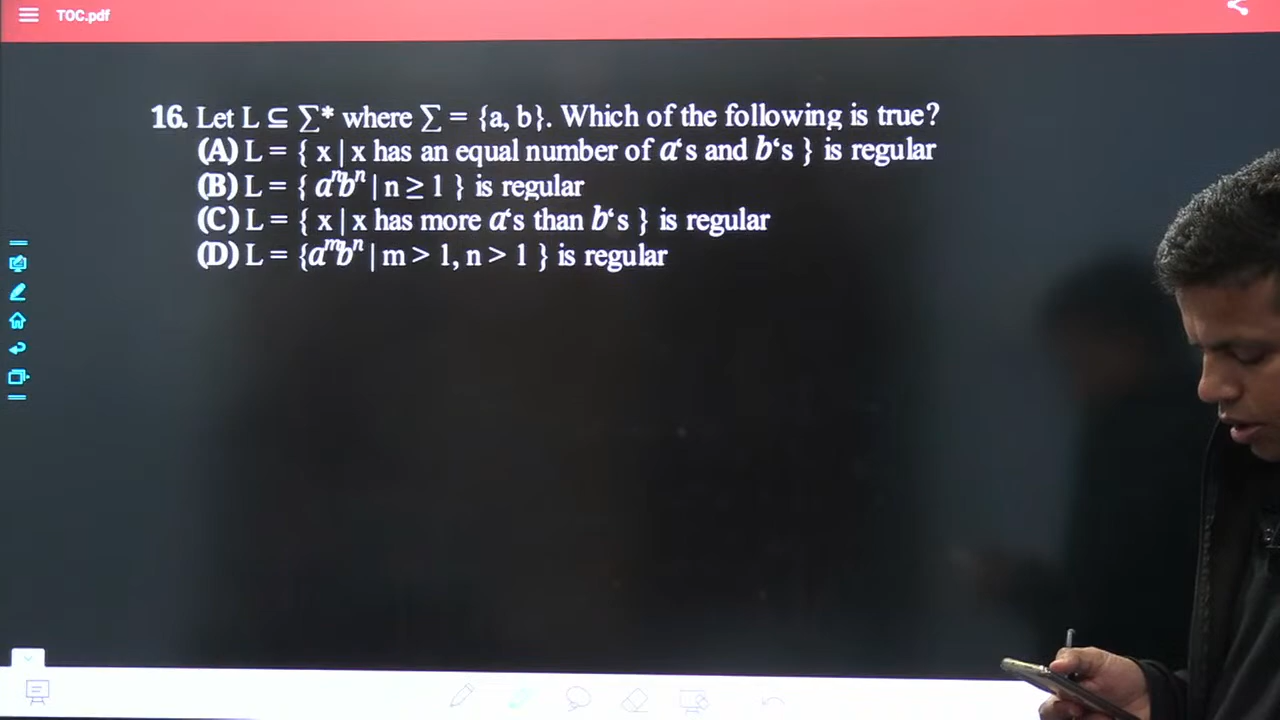 TOC.pdf
16. Let L ⊆ ∑* where ∑ = {a, b}. Which of the following is true?
(A) L = { x | x has an equal number of a‘s and b‘s } is regular
(B) L = { aⁿbⁿ | n ≥ 1 } is regular
(C) L = { x | x has more a‘s than b‘s } is regular
(D) L = {aᵐbⁿ | m > 1, n > 1 } is regular